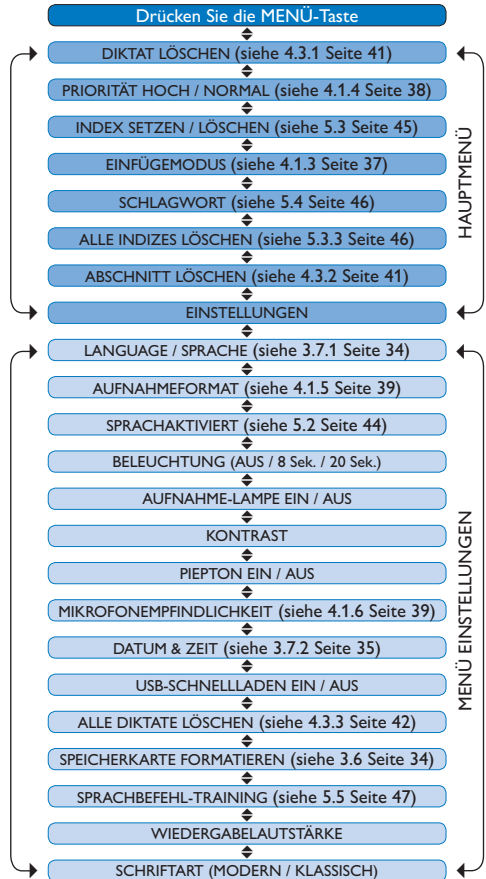 Drücken Sie die MENÜ-Taste
DIKTAT LÖSCHEN (siehe 4.3.1 Seite 41)
PRIORITÄT HOCH / NORMAL (siehe 4.1.4 Seite 38)
INDEX SETZEN / LÖSCHEN (siehe 5.3 Seite 45)
EINFÜGEMODUS (siehe 4.1.3 Seite 37)
SCHLAGWORT (siehe 5.4 Seite 46)
ALLE INDIZES LÖSCHEN (siehe 5.3.3 Seite 46)
ABSCHNITT LÖSCHEN (siehe 4.3.2 Seite 41)
EINSTELLUNGEN
HAUPTMENÜ
LANGUAGE / SPRACHE (siehe 3.7.1 Seite 34)
AUFNAHMEFORMAT (siehe 4.1.5 Seite 39)
SPRACHAKTIVIERT (siehe 5.2 Seite 44)
BELEUCHTUNG (AUS / 8 Sek. / 20 Sek.)
AUFNAHME-LAMPE EIN / AUS
KONTRAST
PIEPTON EIN / AUS
MIKROFONEMPFINDLICHKEIT (siehe 4.1.6 Seite 39)
DATUM & ZEIT (siehe 3.7.2 Seite 35)
USB-SCHNELLLADEN EIN / AUS
ALLE DIKTATE LÖSCHEN (siehe 4.3.3 Seite 42)
SPEICHERKARTE FORMATIEREN (siehe 3.6 Seite 34)
SPRACHBEFEHL-TRAINING (siehe 5.5 Seite 47)
WIEDERGABELAUTSTÄRKE
SCHRIFTART (MODERN / KLASSISCH)
MENÜ EINSTELLUNGEN